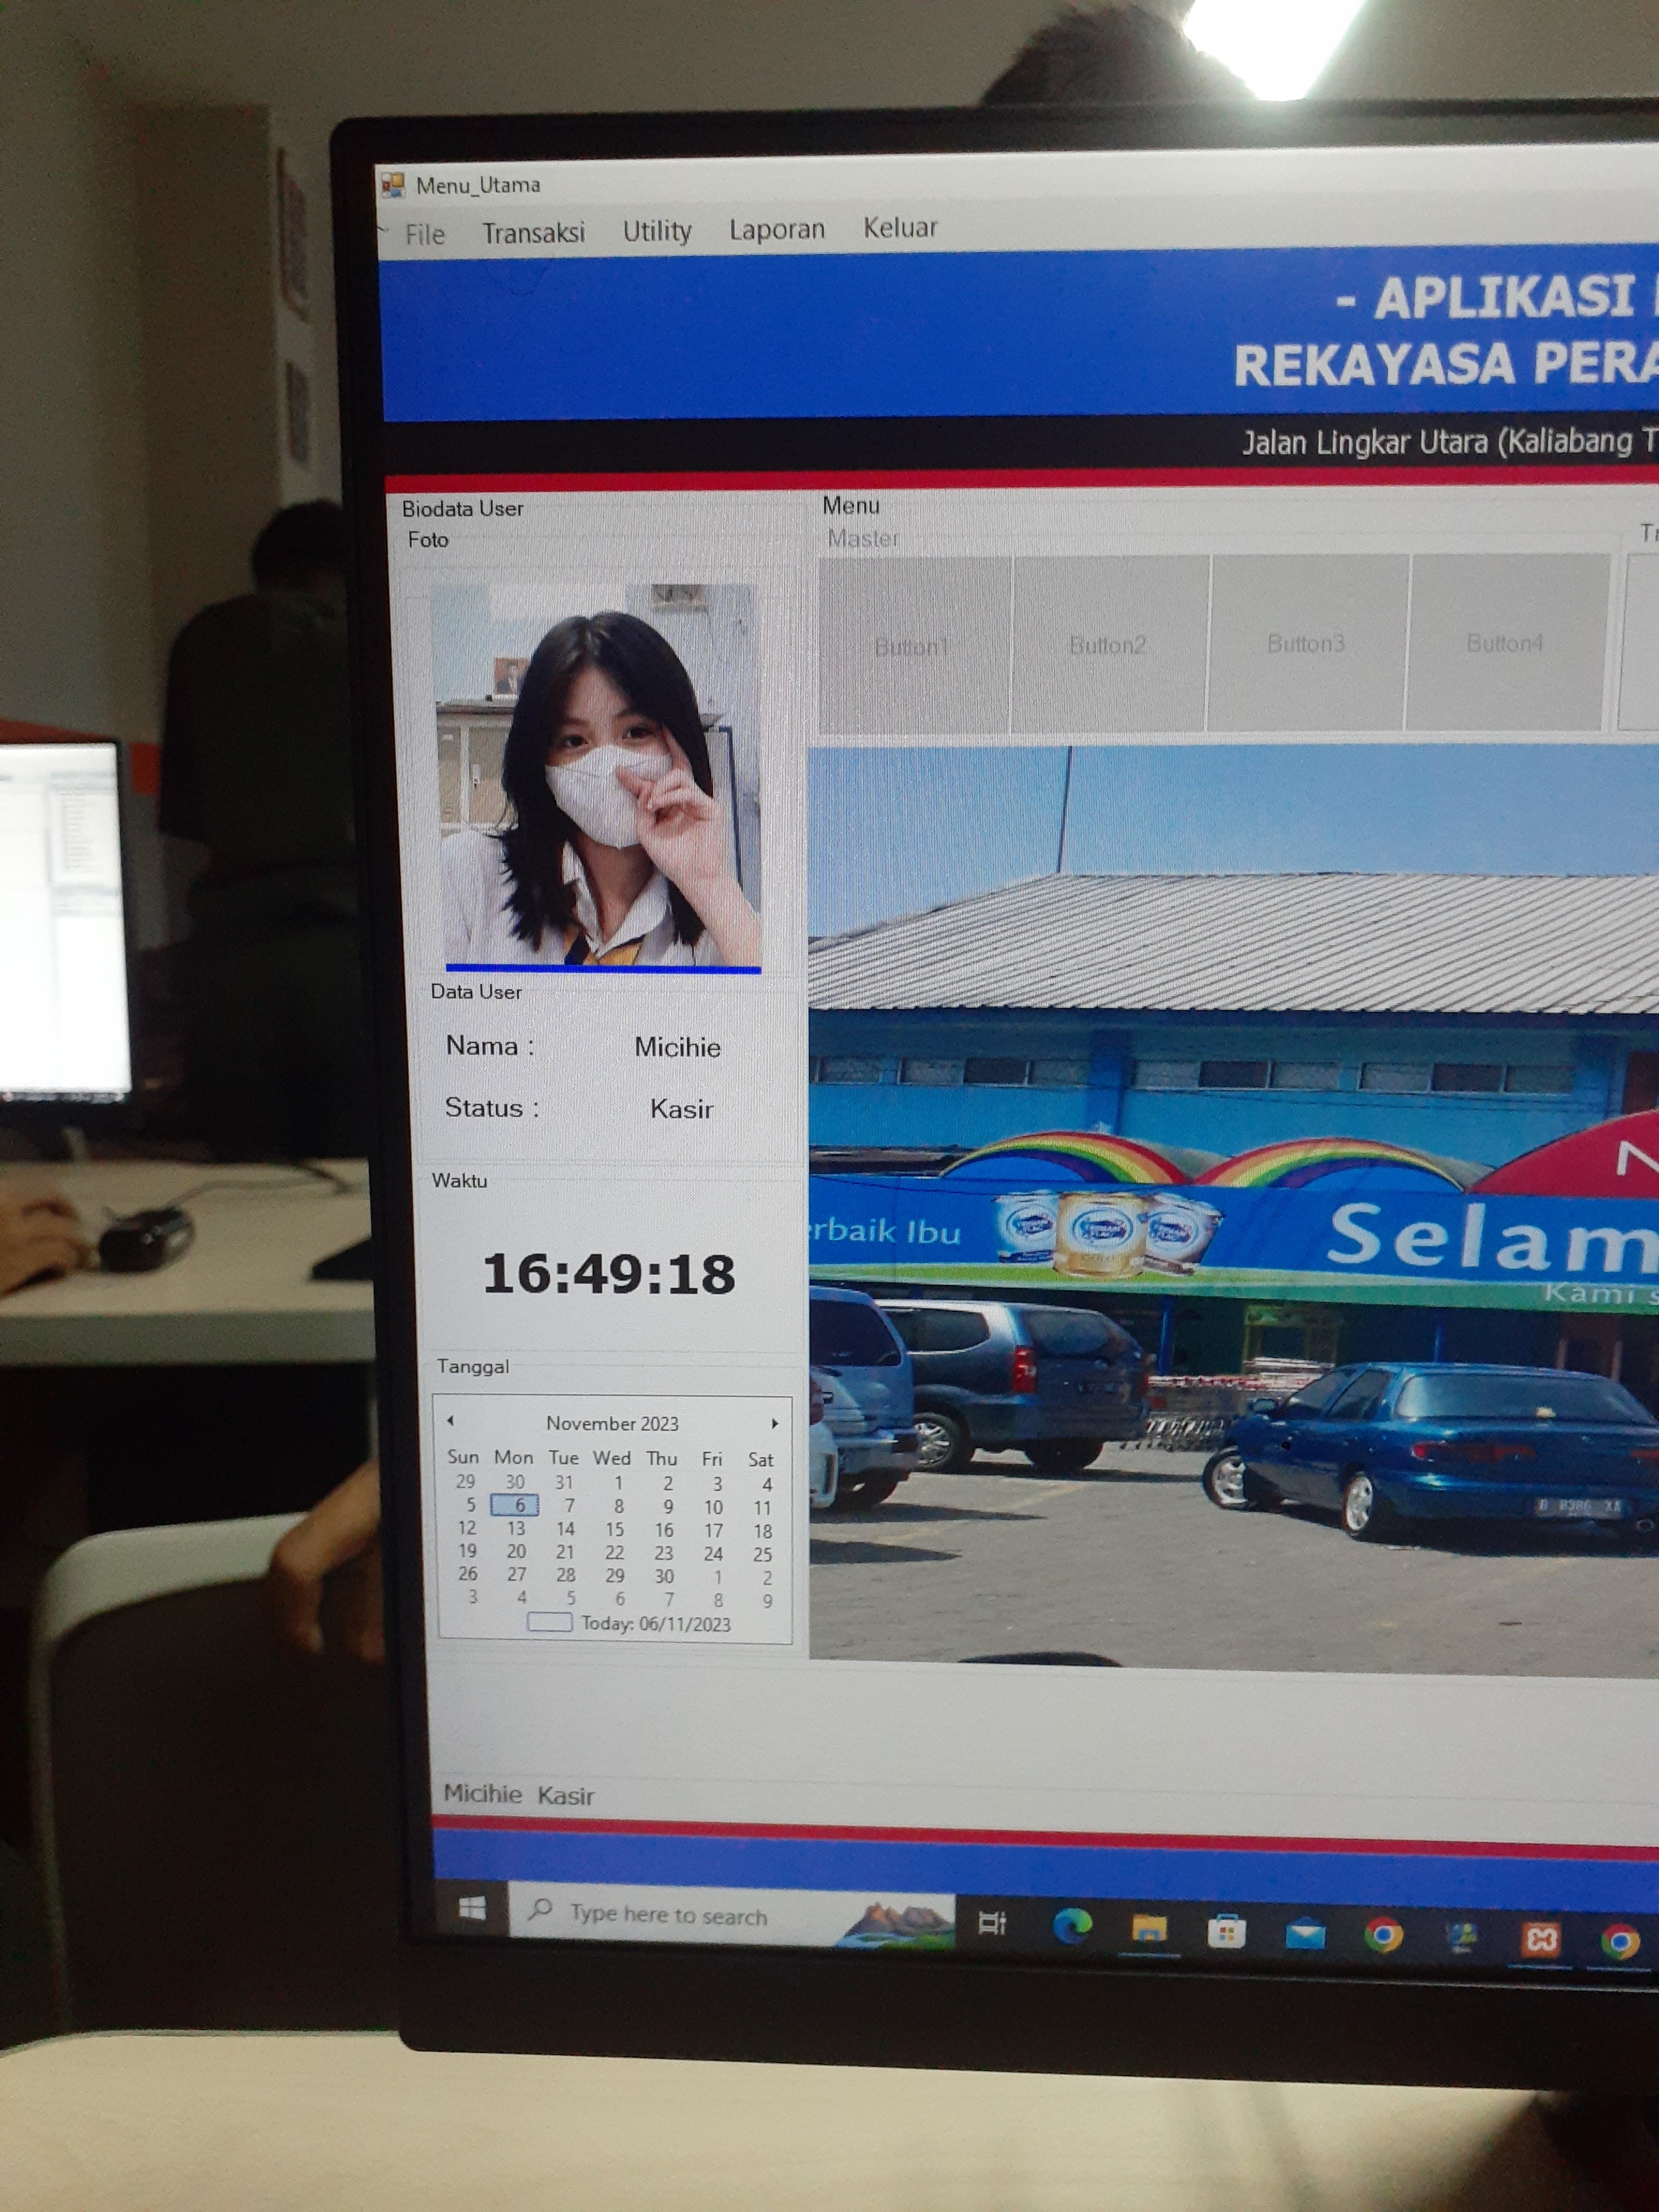 Menu_Utama
File Transaksi Utility Laporan Keluar
- APLIKASI
REKAYASA PERA
Jalan Lingkar Utara (Kaliabang T
Biodata User
Foto
Menu
Master
Tr
Button1 Button2 Button3 Button4
Data User
Nama : Micihie
Status : Kasir
Waktu
16:49:18
Tanggal
November 2023
Sun Mon Tue Wed Thu Fri Sat
29 30 31 1 2 3 4
5 6 7 8 9 10 11
12 13 14 15 16 17 18
19 20 21 22 23 24 25
26 27 28 29 30 1 2
3 4 5 6 7 8 9
Today: 06/11/2023
erbaik Ibu
Selam
Kami s
N
Micihie Kasir
Type here to search